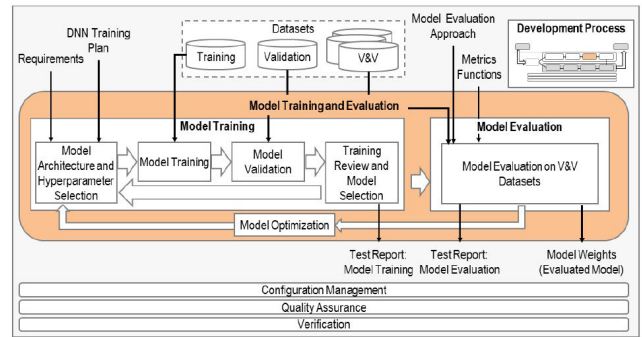 DNN Training
Plan
Requirements
Datasets
Training
Validation
V&V
Model Evaluation
Approach
Metrics
Functions
Development Process
Model Training and Evaluation
Model Training
Model
Architecture and
Hyperparameter
Selection
Model Training
Model
Validation
Training
Review and
Model
Selection
Model Evaluation
Model Evaluation on V&V
Datasets
Model Optimization
Test Report:
Model Training
Test Report:
Model Evaluation
Model Weights
(Evaluated Model)
Configuration Management
Quality Assurance
Verification